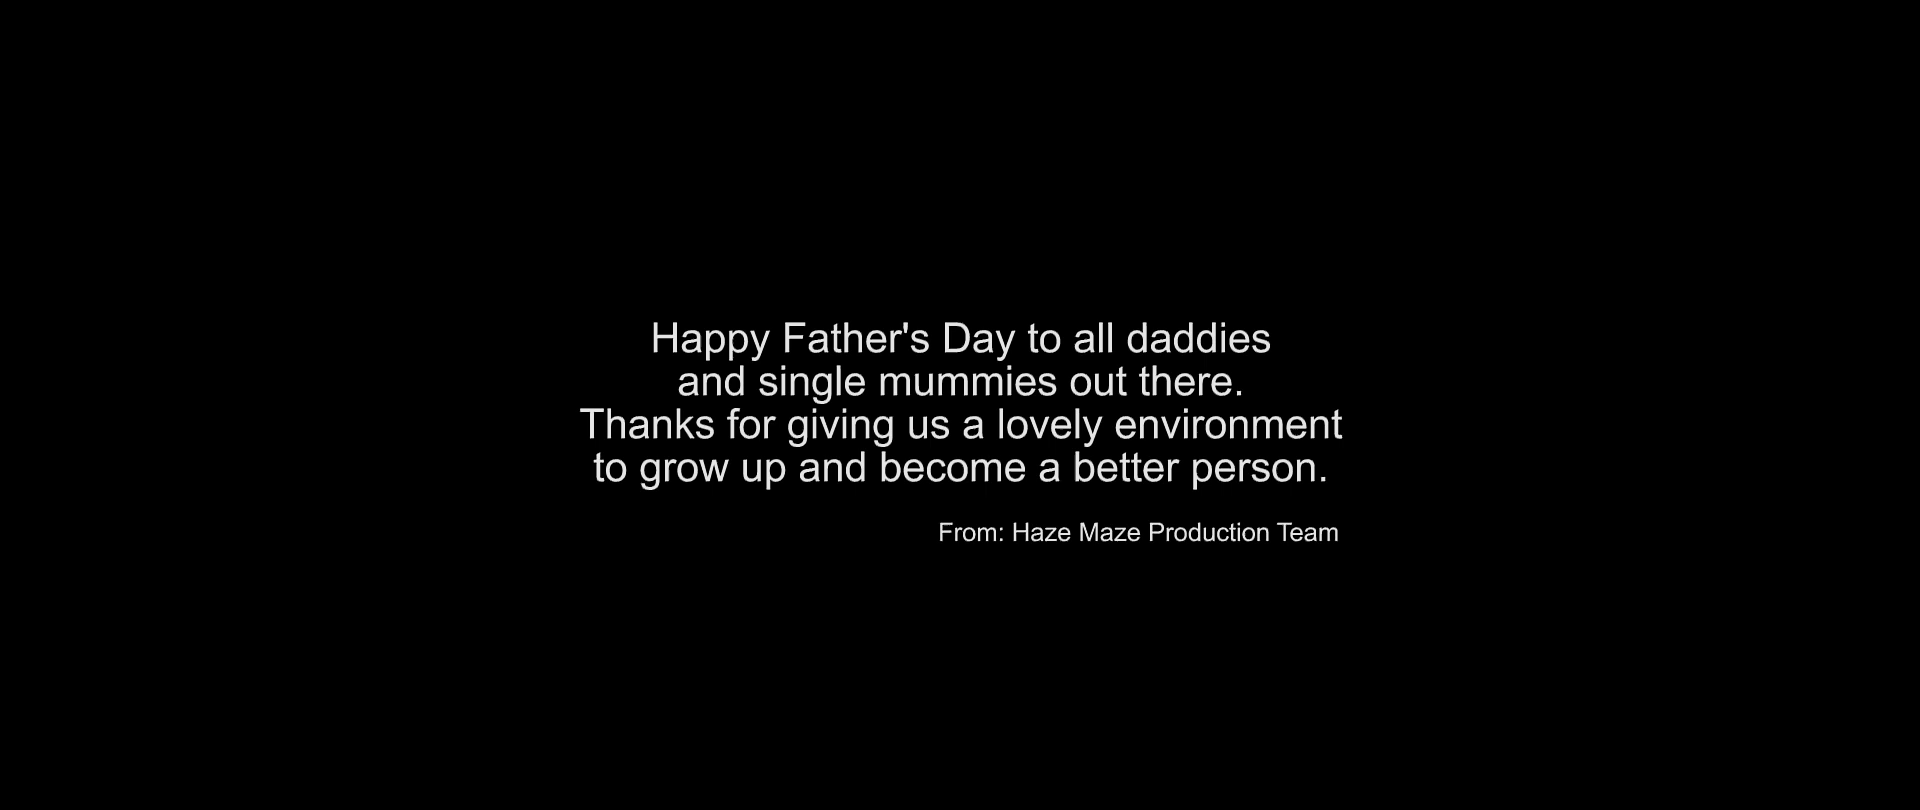 Happy Father's Day to all daddies
and single mummies out there.
Thanks for giving us a lovely environment
to grow up and become a better person.
From: Haze Maze Production Team